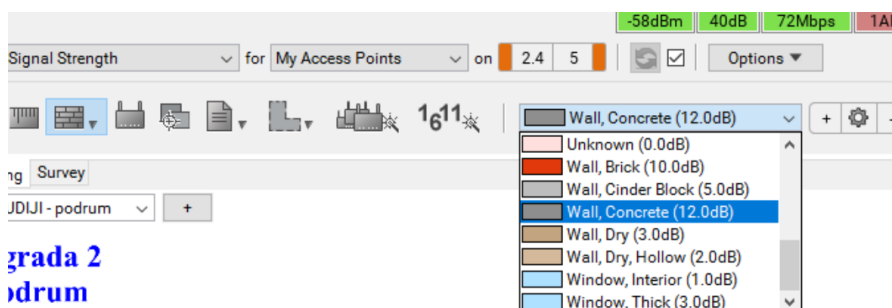 -58dBm 40dB 72Mbps
Signal Strength for My Access Points on 2.4 5 Options
1611 Wall, Concrete (12.0dB) +
Unknown (0.0dB)
Survey Wall, Brick (10.0dB)
Wall, Cinder Block (5.0dB)
podrum + Wall, Concrete (12.0dB)
Wall, Dry (3.0dB)
Wall, Dry, Hollow (2.0dB)
2 Window, Interior (1.0dB)
Window, Thick (3.0dB)